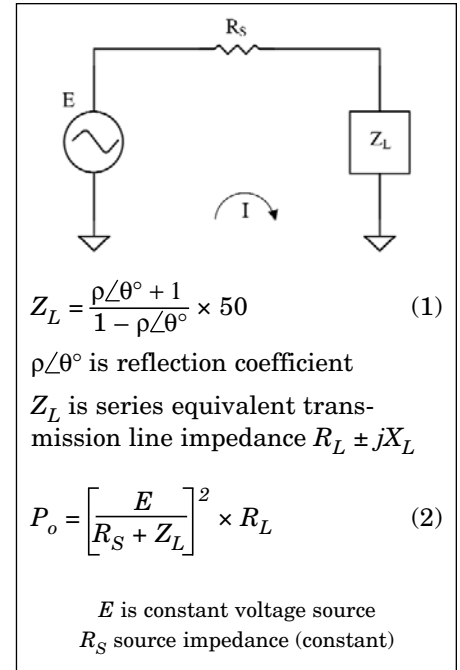 R_S
E
Z_L
I
Z_L = (ρ∠θ° + 1) / (1 − ρ∠θ°) × 50 (1)
ρ∠θ° is reflection coefficient
Z_L is series equivalent trans-
mission line impedance R_L ± jX_L
P_o = [E / (R_S + Z_L)]^2 × R_L (2)
E is constant voltage source
R_S source impedance (constant)